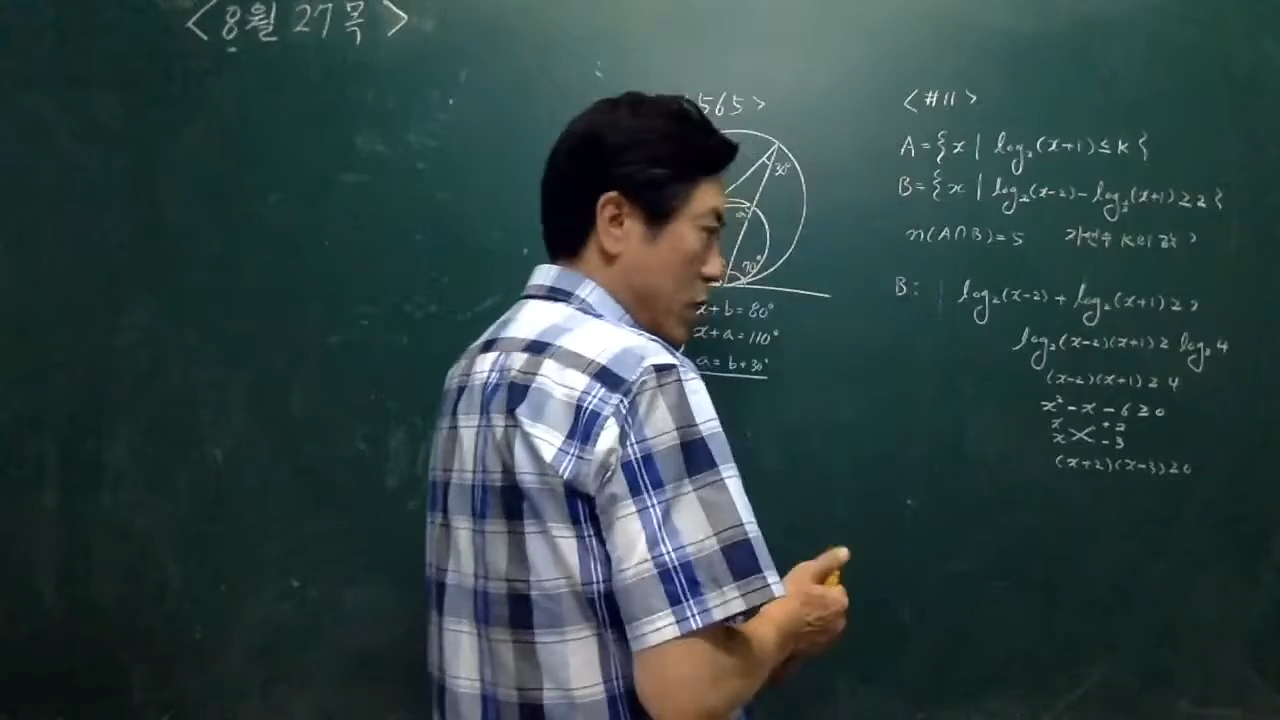 <8월 27목>
565>
30°
a
70°
x+b=80°
x+a=110°
a=b+30°
<#11>
A={x | log₂(x+1)≤k}
B={x | log₂(x-2)-log_½(x+1)≥2}
n(A∩B)=5
B: log₂(x-2)+log₂(x+1)≥2
log₂(x-2)(x+1)≥log₂4
(x-2)(x+1)≥4
x²-x-6≥0
x +2
x -3
(x+2)(x-3)≥0